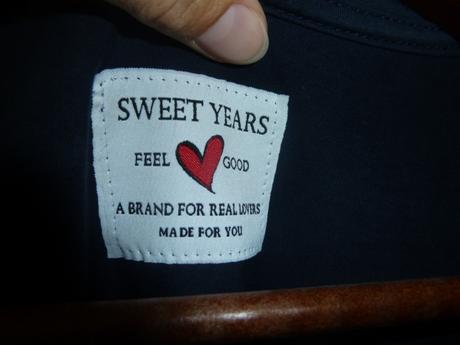 SWEET YEARS
FEEL GOOD
A BRAND FOR REAL LOVERS
MADE FOR YOU